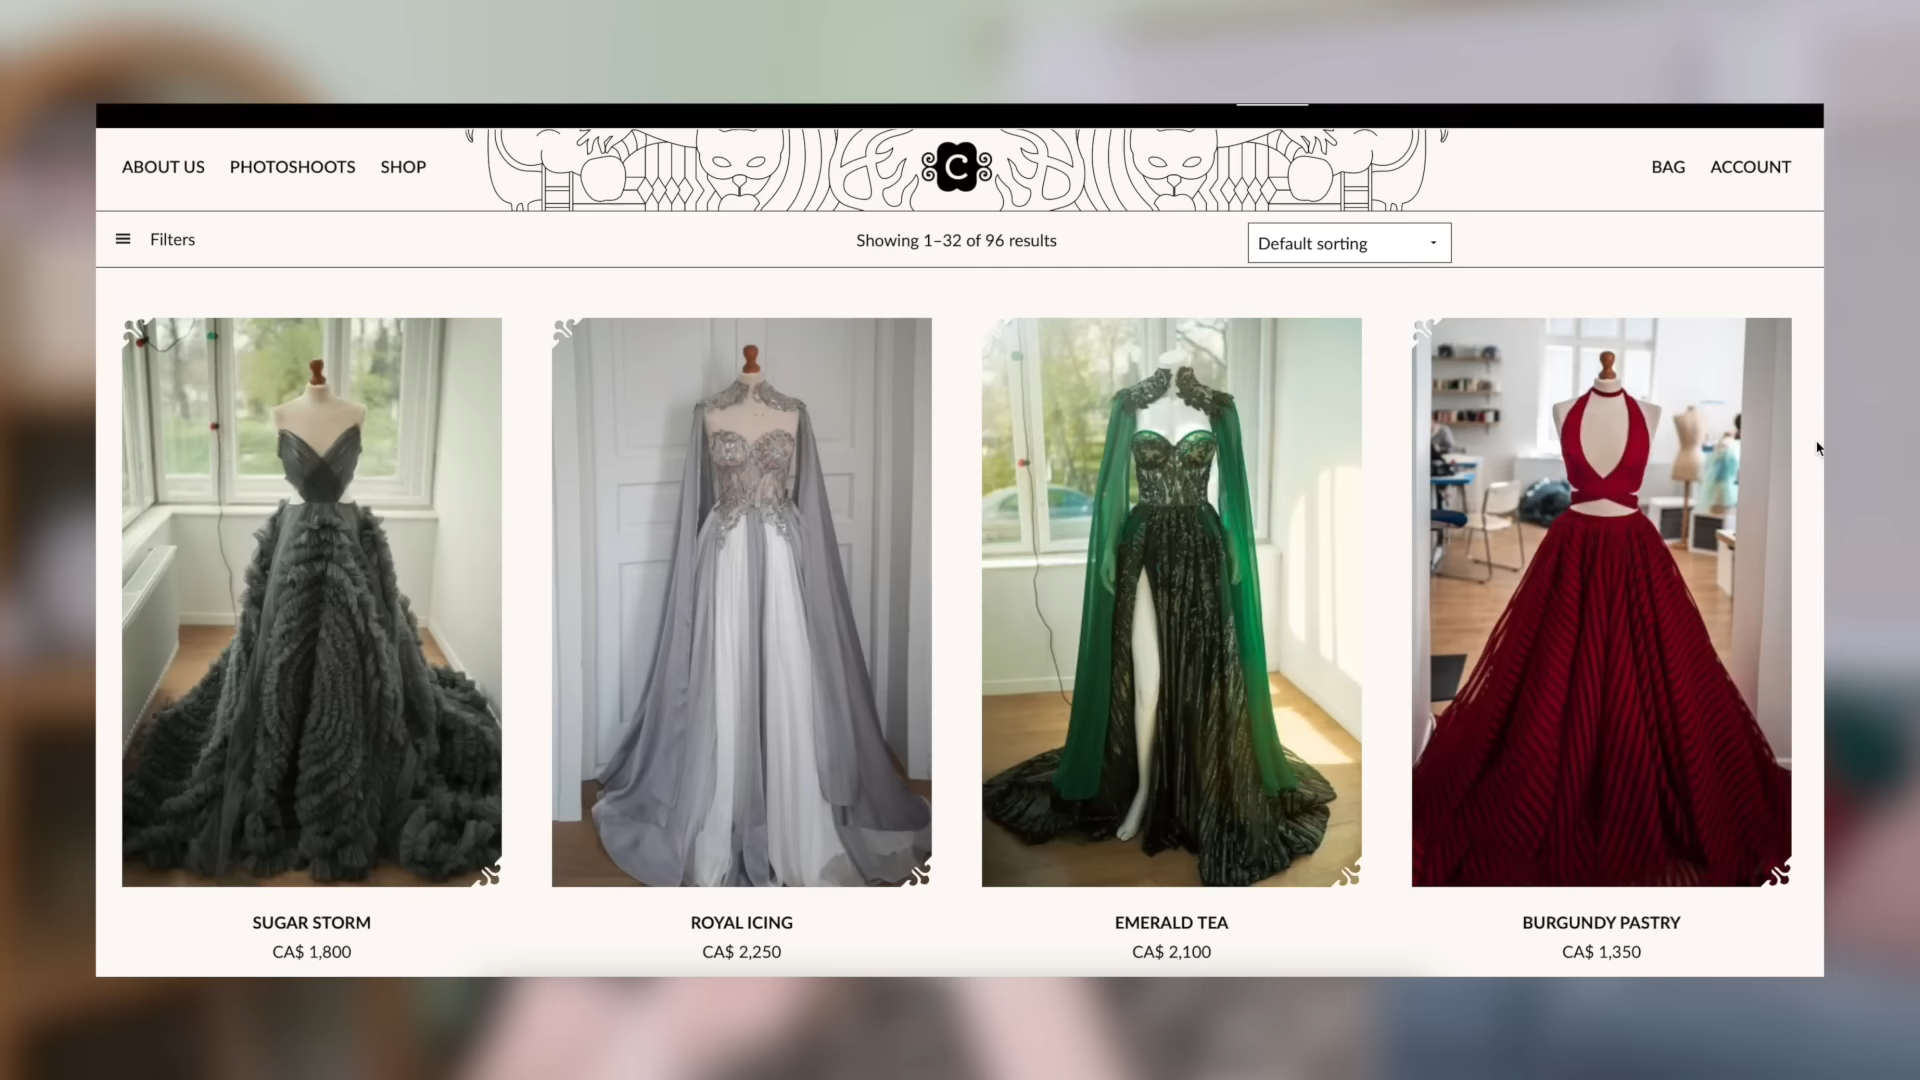 ABOUT US PHOTOSHOOTS SHOP C BAG ACCOUNT
Filters Showing 1–32 of 96 results Default sorting
SUGAR STORM
CA$ 1,800
ROYAL ICING
CA$ 2,250
EMERALD TEA
CA$ 2,100
BURGUNDY PASTRY
CA$ 1,350